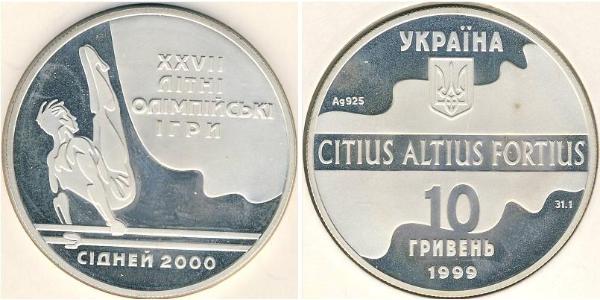 XXVII
ЛІТНІ
ОЛІМПІЙСЬКІ
ІГРИ
СІДНЕЙ 2000
УКРАЇНА
Ag925
CITIUS ALTIUS FORTIUS
31.1
10
ГРИВЕНЬ
1999